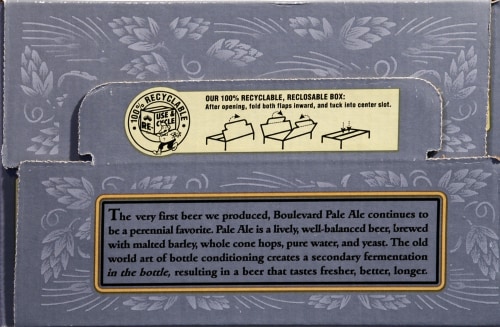 100% RECYCLABLE
RE-USE & CYCLE
OUR 100% RECYCLABLE, RECLOSABLE BOX:
After opening, fold both flaps inward, and tuck into center slot.
The very first beer we produced, Boulevard Pale Ale continues to
be a perennial favorite. Pale Ale is a lively, well-balanced beer, brewed
with malted barley, whole cone hops, pure water, and yeast. The old
world art of bottle conditioning creates a secondary fermentation
in the bottle, resulting in a beer that tastes fresher, better, longer.